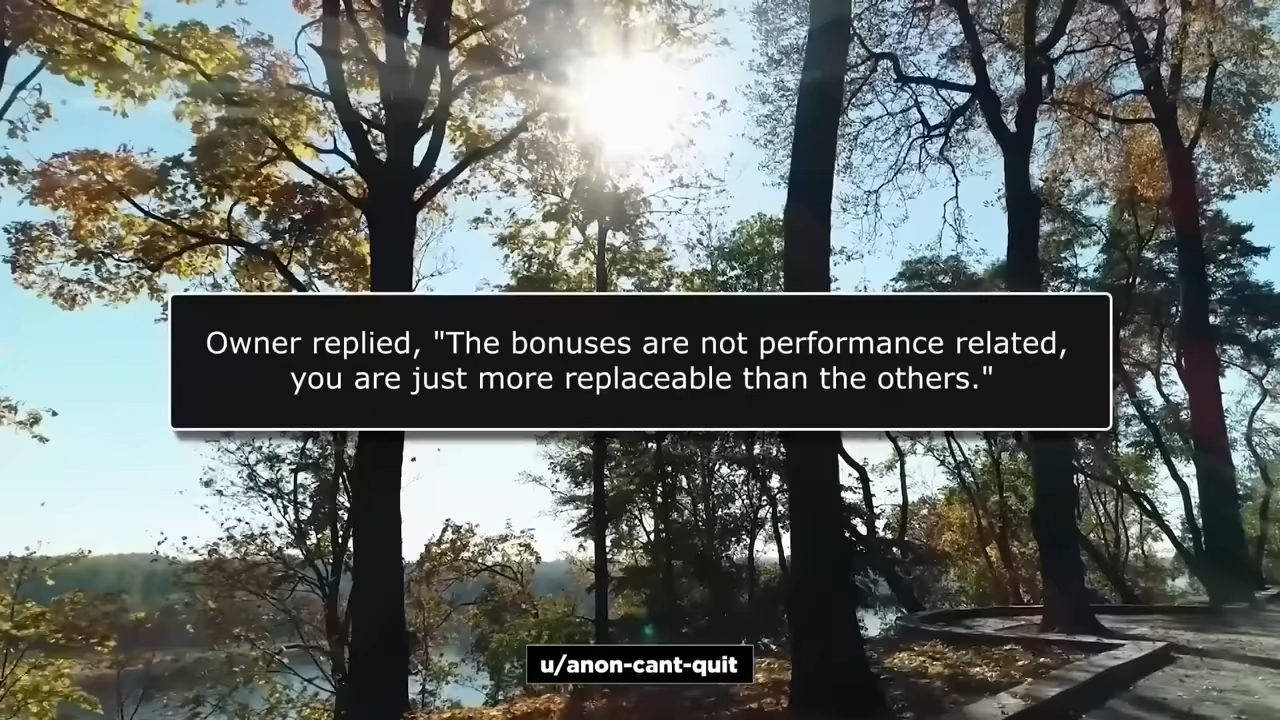 Owner replied, "The bonuses are not performance related,
you are just more replaceable than the others."
u/anon-cant-quit